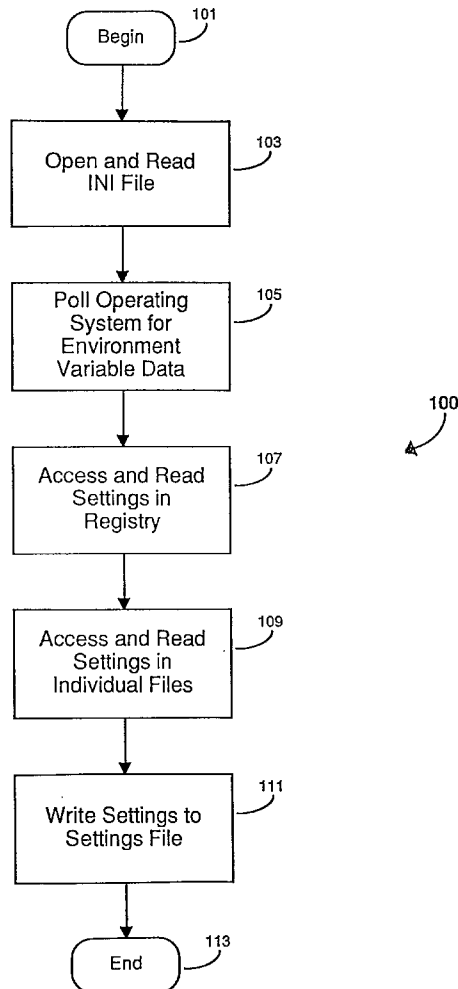 Begin
101
Open and Read
INI File
103
Poll Operating
System for
Environment
Variable Data
105
100
Access and Read
Settings in
Registry
107
Access and Read
Settings in
Individual Files
109
Write Settings to
Settings File
111
End
113